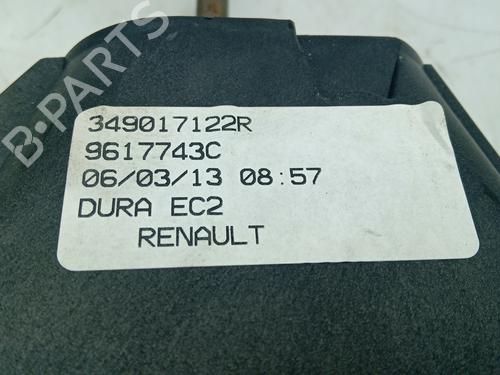 B-PARTS
349017122R
9617743C
06/03/13 08:57
DURA EC2
RENAULT